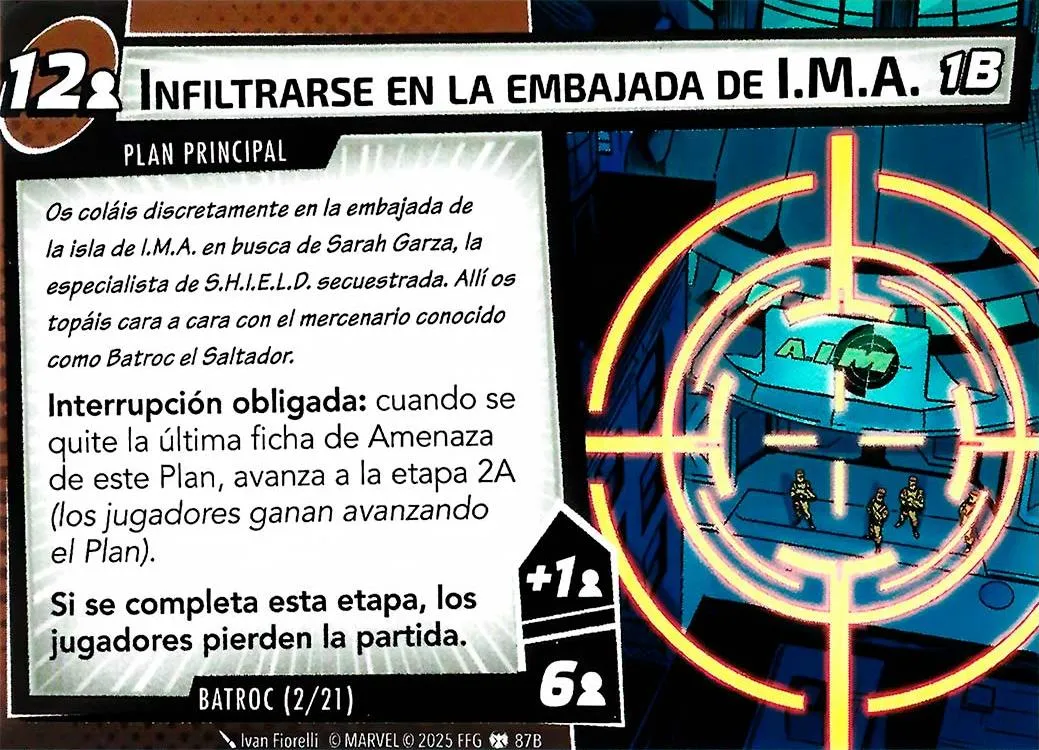 12
INFILTRARSE EN LA EMBAJADA DE I.M.A. 1B
PLAN PRINCIPAL
Os coláis discretamente en la embajada de
la isla de I.M.A. en busca de Sarah Garza, la
especialista de S.H.I.E.L.D. secuestrada. Allí os
topáis cara a cara con el mercenario conocido
como Batroc el Saltador.
Interrupción obligada: cuando se
quite la última ficha de Amenaza
de este Plan, avanza a la etapa 2A
(los jugadores ganan avanzando
el Plan).
Si se completa esta etapa, los
jugadores pierden la partida.
+1
6
BATROC (2/21)
Ivan Fiorelli © MARVEL © 2025 FFG 87B
A.I.M